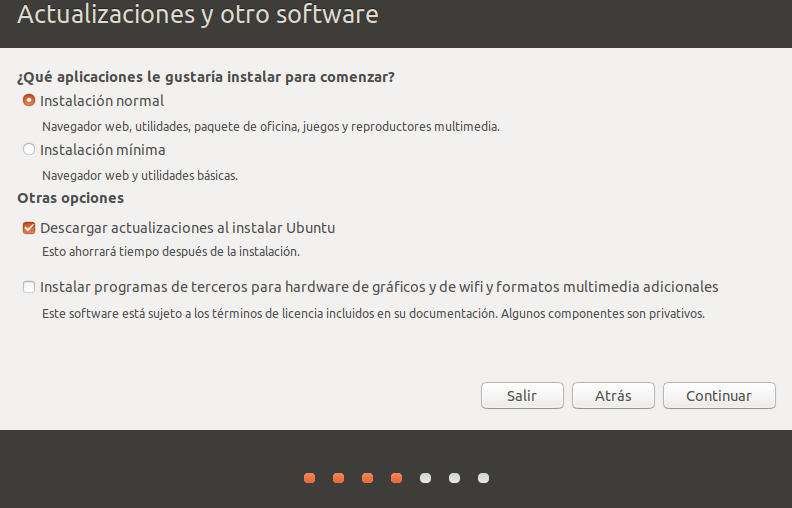 Actualizaciones y otro software
¿Qué aplicaciones le gustaría instalar para comenzar?
Instalación normal
Navegador web, utilidades, paquete de oficina, juegos y reproductores multimedia.
Instalación mínima
Navegador web y utilidades básicas.
Otras opciones
Descargar actualizaciones al instalar Ubuntu
Esto ahorrará tiempo después de la instalación.
Instalar programas de terceros para hardware de gráficos y de wifi y formatos multimedia adicionales
Este software está sujeto a los términos de licencia incluidos en su documentación. Algunos componentes son privativos.
Salir Atrás Continuar